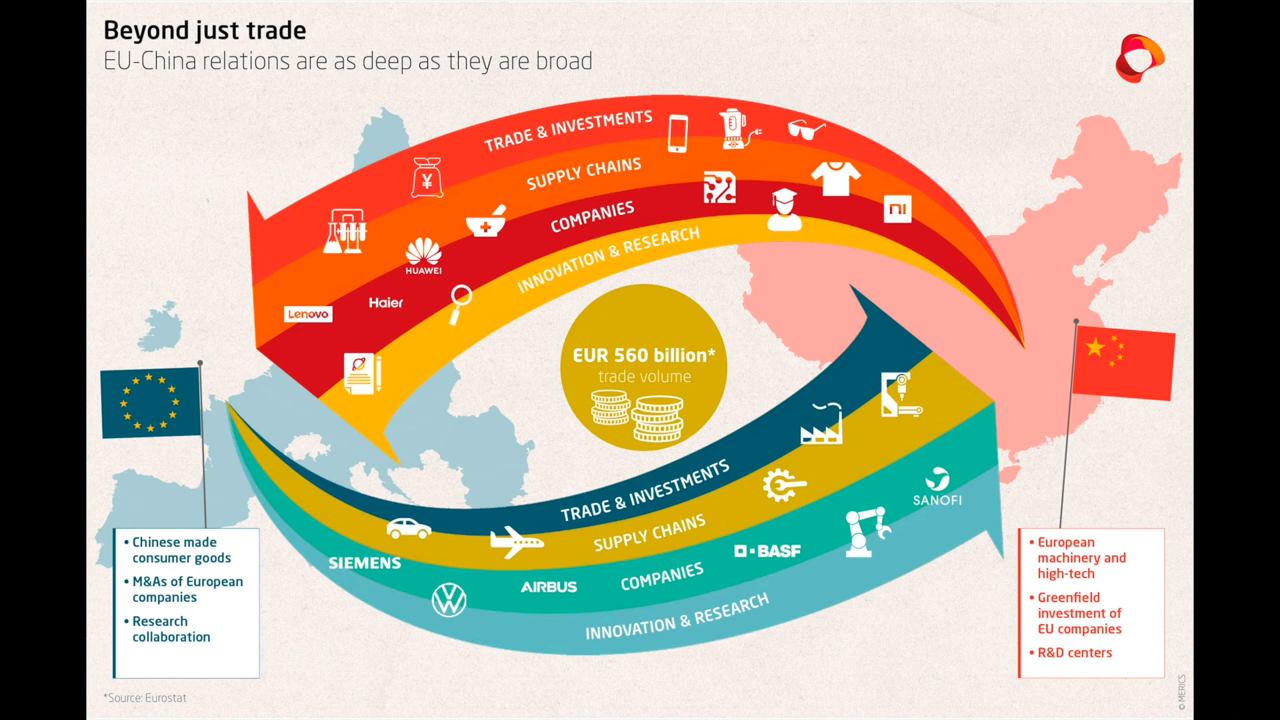 Beyond just trade
EU-China relations are as deep as they are broad
TRADE & INVESTMENTS
SUPPLY CHAINS
COMPANIES
INNOVATION & RESEARCH
¥
HUAWEI
Lenovo
Haier
EUR 560 billion*
trade volume
TRADE & INVESTMENTS
SUPPLY CHAINS
COMPANIES
INNOVATION & RESEARCH
SIEMENS
AIRBUS
BASF
SANOFI
• Chinese made
consumer goods
• M&As of European
companies
• Research
collaboration
• European
machinery and
high-tech
• Greenfield
investment of
EU companies
• R&D centers
*Source: Eurostat
© MERICS